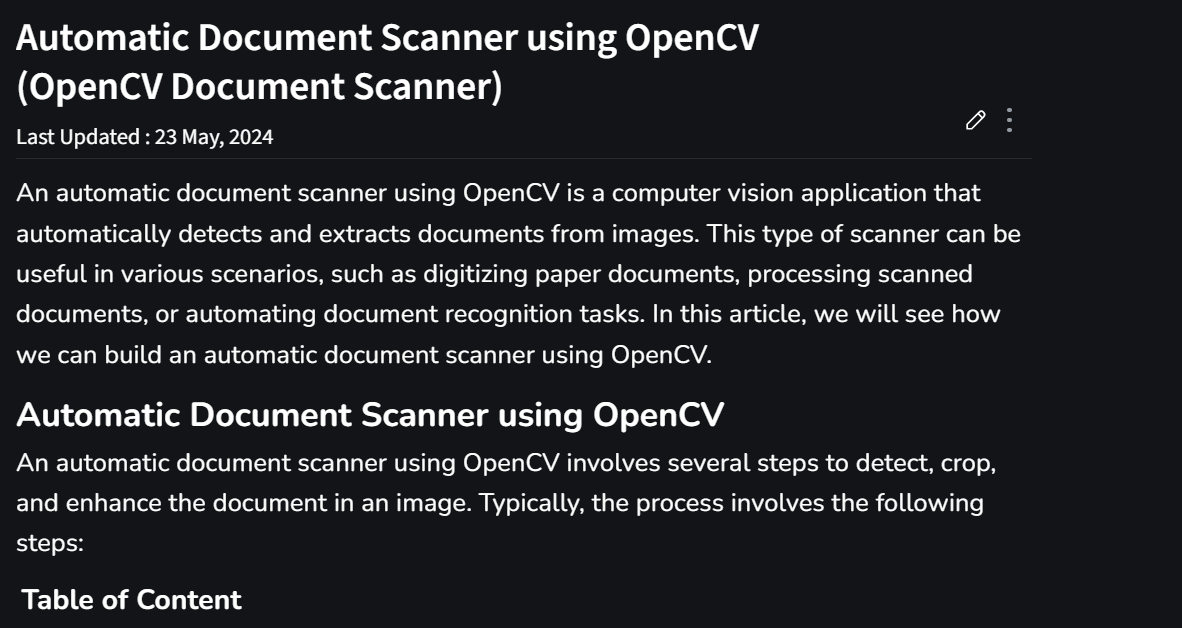 Automatic Document Scanner using OpenCV
(OpenCV Document Scanner)
Last Updated : 23 May, 2024
An automatic document scanner using OpenCV is a computer vision application that
automatically detects and extracts documents from images. This type of scanner can be
useful in various scenarios, such as digitizing paper documents, processing scanned
documents, or automating document recognition tasks. In this article, we will see how
we can build an automatic document scanner using OpenCV.
Automatic Document Scanner using OpenCV
An automatic document scanner using OpenCV involves several steps to detect, crop,
and enhance the document in an image. Typically, the process involves the following
steps:
Table of Content